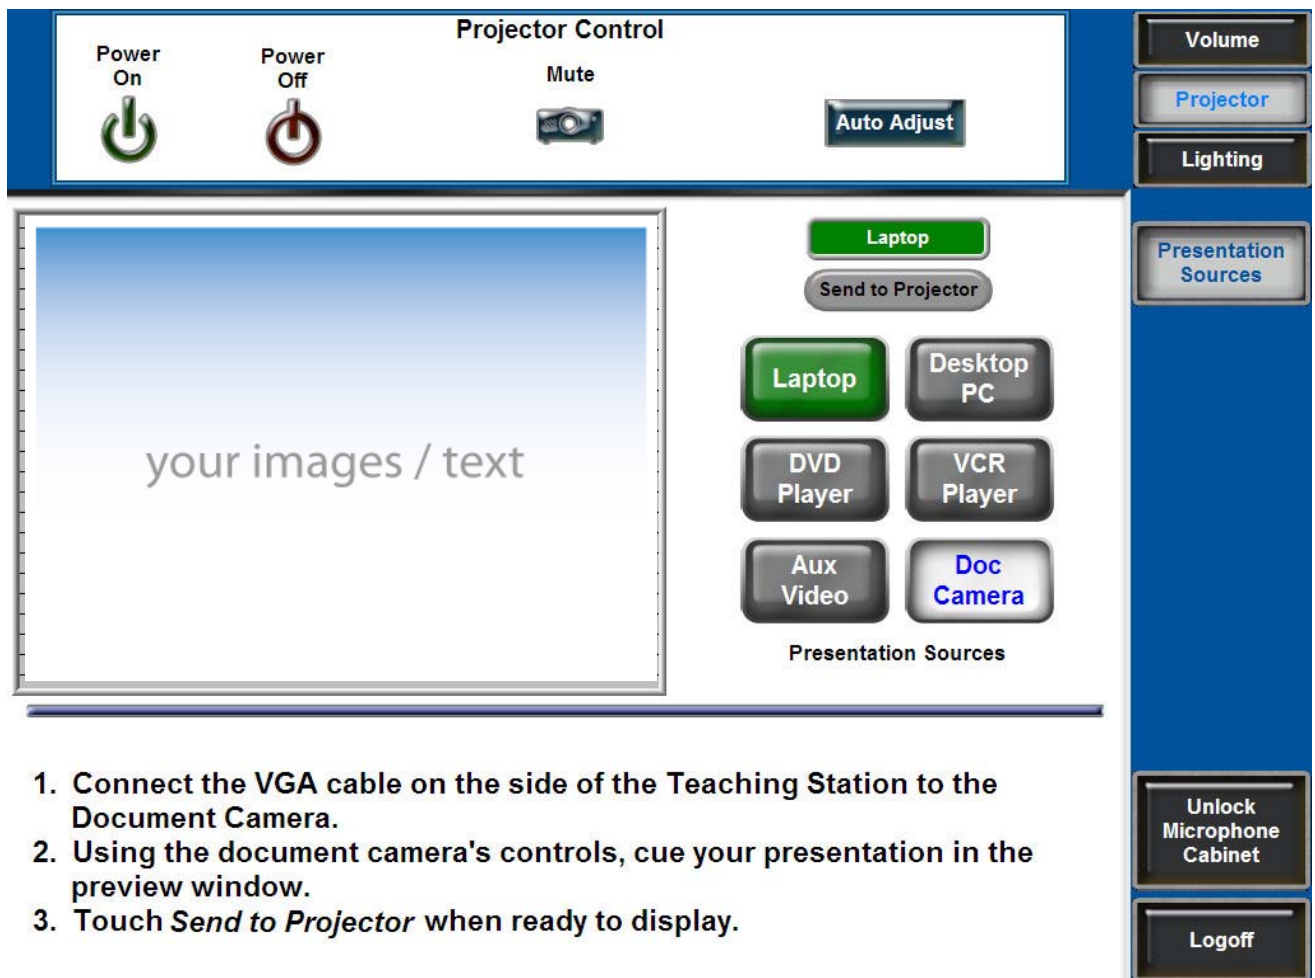 Projector Control
Power
On
Power
Off
Mute
Auto Adjust
Volume
Projector
Lighting
Presentation
Sources
your images / text
Laptop
Send to Projector
Laptop
Desktop
PC
DVD
Player
VCR
Player
Aux
Video
Doc
Camera
Presentation Sources
1. Connect the VGA cable on the side of the Teaching Station to the
Document Camera.
2. Using the document camera's controls, cue your presentation in the
preview window.
3. Touch Send to Projector when ready to display.
Unlock
Microphone
Cabinet
Logoff